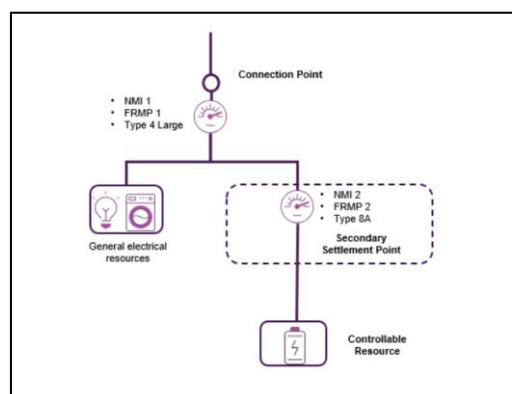 Connection Point
• NMI 1
• FRMP 1
• Type 4 Large
• NMI 2
• FRMP 2
• Type 8A
Secondary
Settlement Point
General electrical
resources
Controllable
Resource